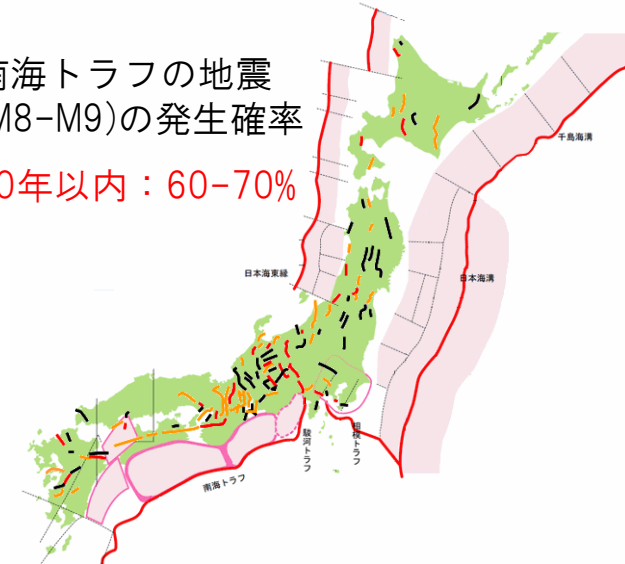 南海トラフの地震
M8-M9)の発生確率
0年以内：60-70%
千島海溝
日本海東縁
日本海溝
駿河トラフ
相模トラフ
南海トラフ